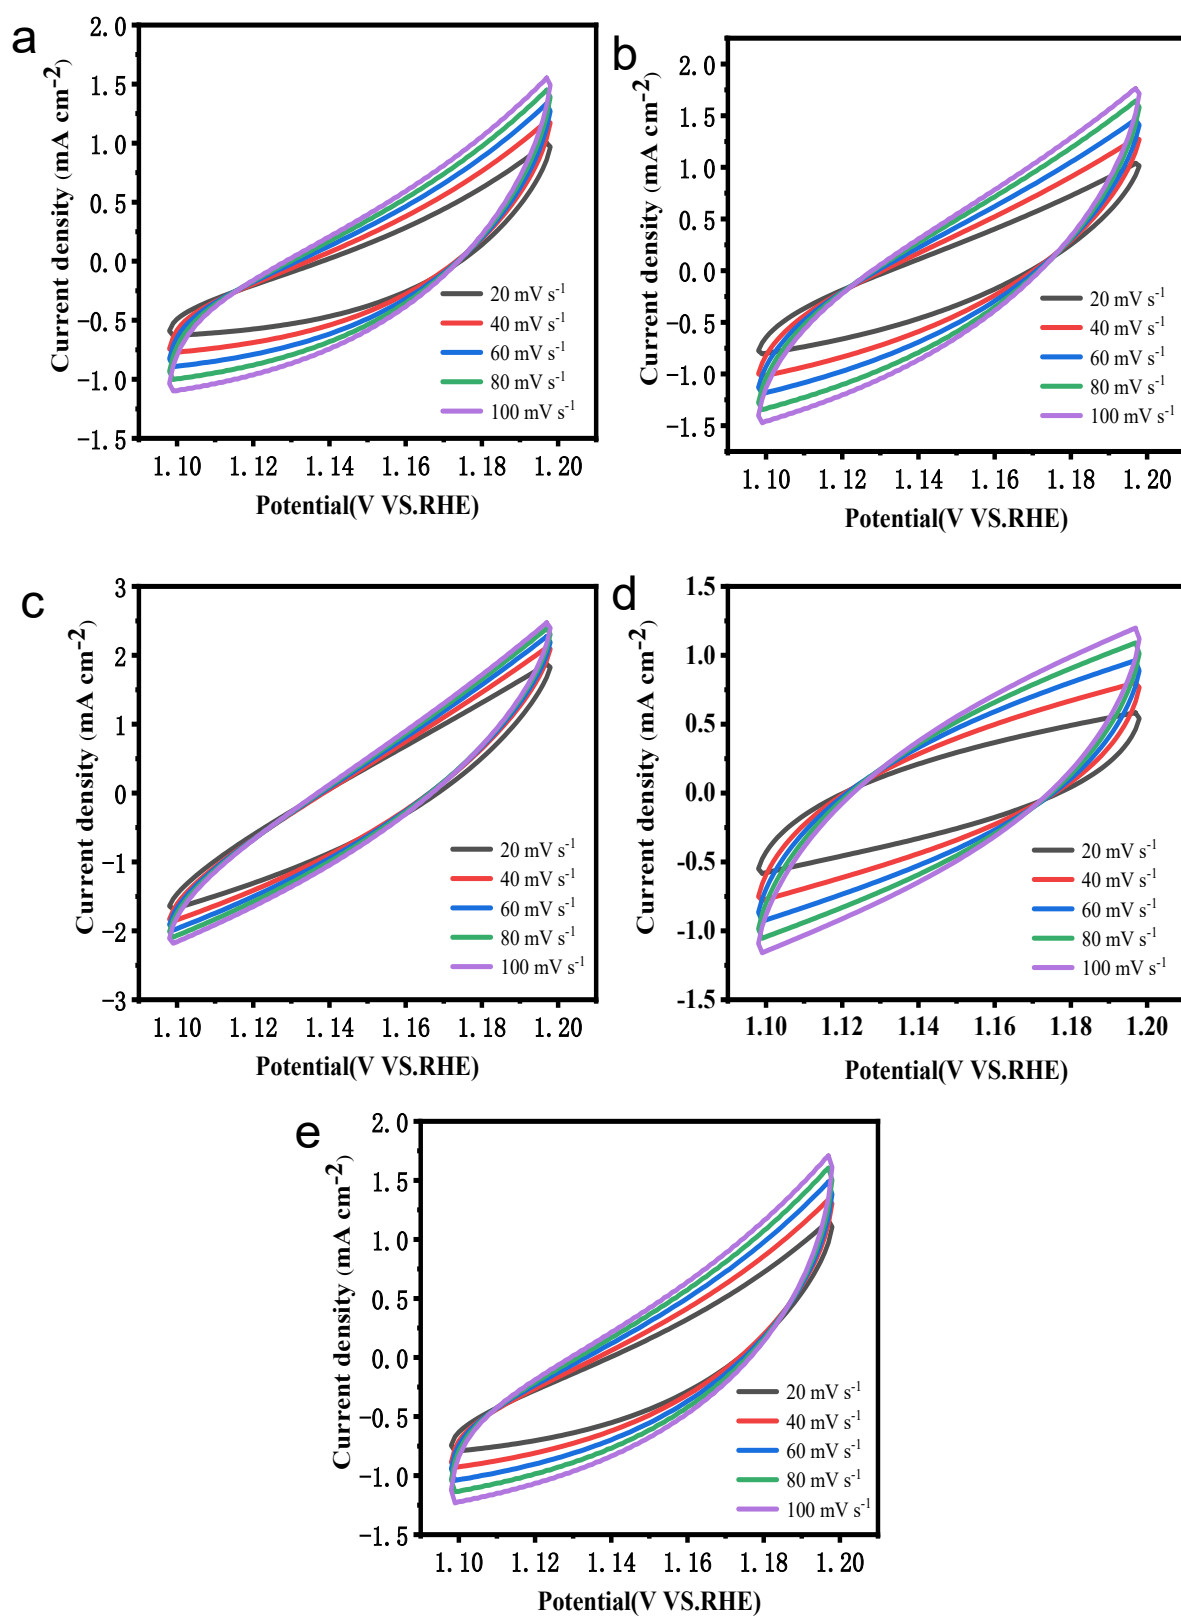 a
2.0
1.5
1.0
0.5
0.0
−0.5
−1.0
−1.5
Current density (mA cm⁻²)
20 mV s⁻¹
40 mV s⁻¹
60 mV s⁻¹
80 mV s⁻¹
100 mV s⁻¹
1.10 1.12 1.14 1.16 1.18 1.20
Potential(V VS.RHE)
b
2.0
1.5
1.0
0.5
0.0
−0.5
−1.0
−1.5
Current density (mA cm⁻²)
20 mV s⁻¹
40 mV s⁻¹
60 mV s⁻¹
80 mV s⁻¹
100 mV s⁻¹
1.10 1.12 1.14 1.16 1.18 1.20
Potential(V VS.RHE)
c
3
2
1
0
−1
−2
−3
Current density (mA cm⁻²)
20 mV s⁻¹
40 mV s⁻¹
60 mV s⁻¹
80 mV s⁻¹
100 mV s⁻¹
1.10 1.12 1.14 1.16 1.18 1.20
Potential(V VS.RHE)
d
1.5
1.0
0.5
0.0
-0.5
-1.0
-1.5
Current density (mA cm⁻²)
20 mV s⁻¹
40 mV s⁻¹
60 mV s⁻¹
80 mV s⁻¹
100 mV s⁻¹
1.10 1.12 1.14 1.16 1.18 1.20
Potential(V VS.RHE)
e
2.0
1.5
1.0
0.5
0.0
−0.5
−1.0
−1.5
Current density (mA cm⁻²)
20 mV s⁻¹
40 mV s⁻¹
60 mV s⁻¹
80 mV s⁻¹
100 mV s⁻¹
1.10 1.12 1.14 1.16 1.18 1.20
Potential(V VS.RHE)